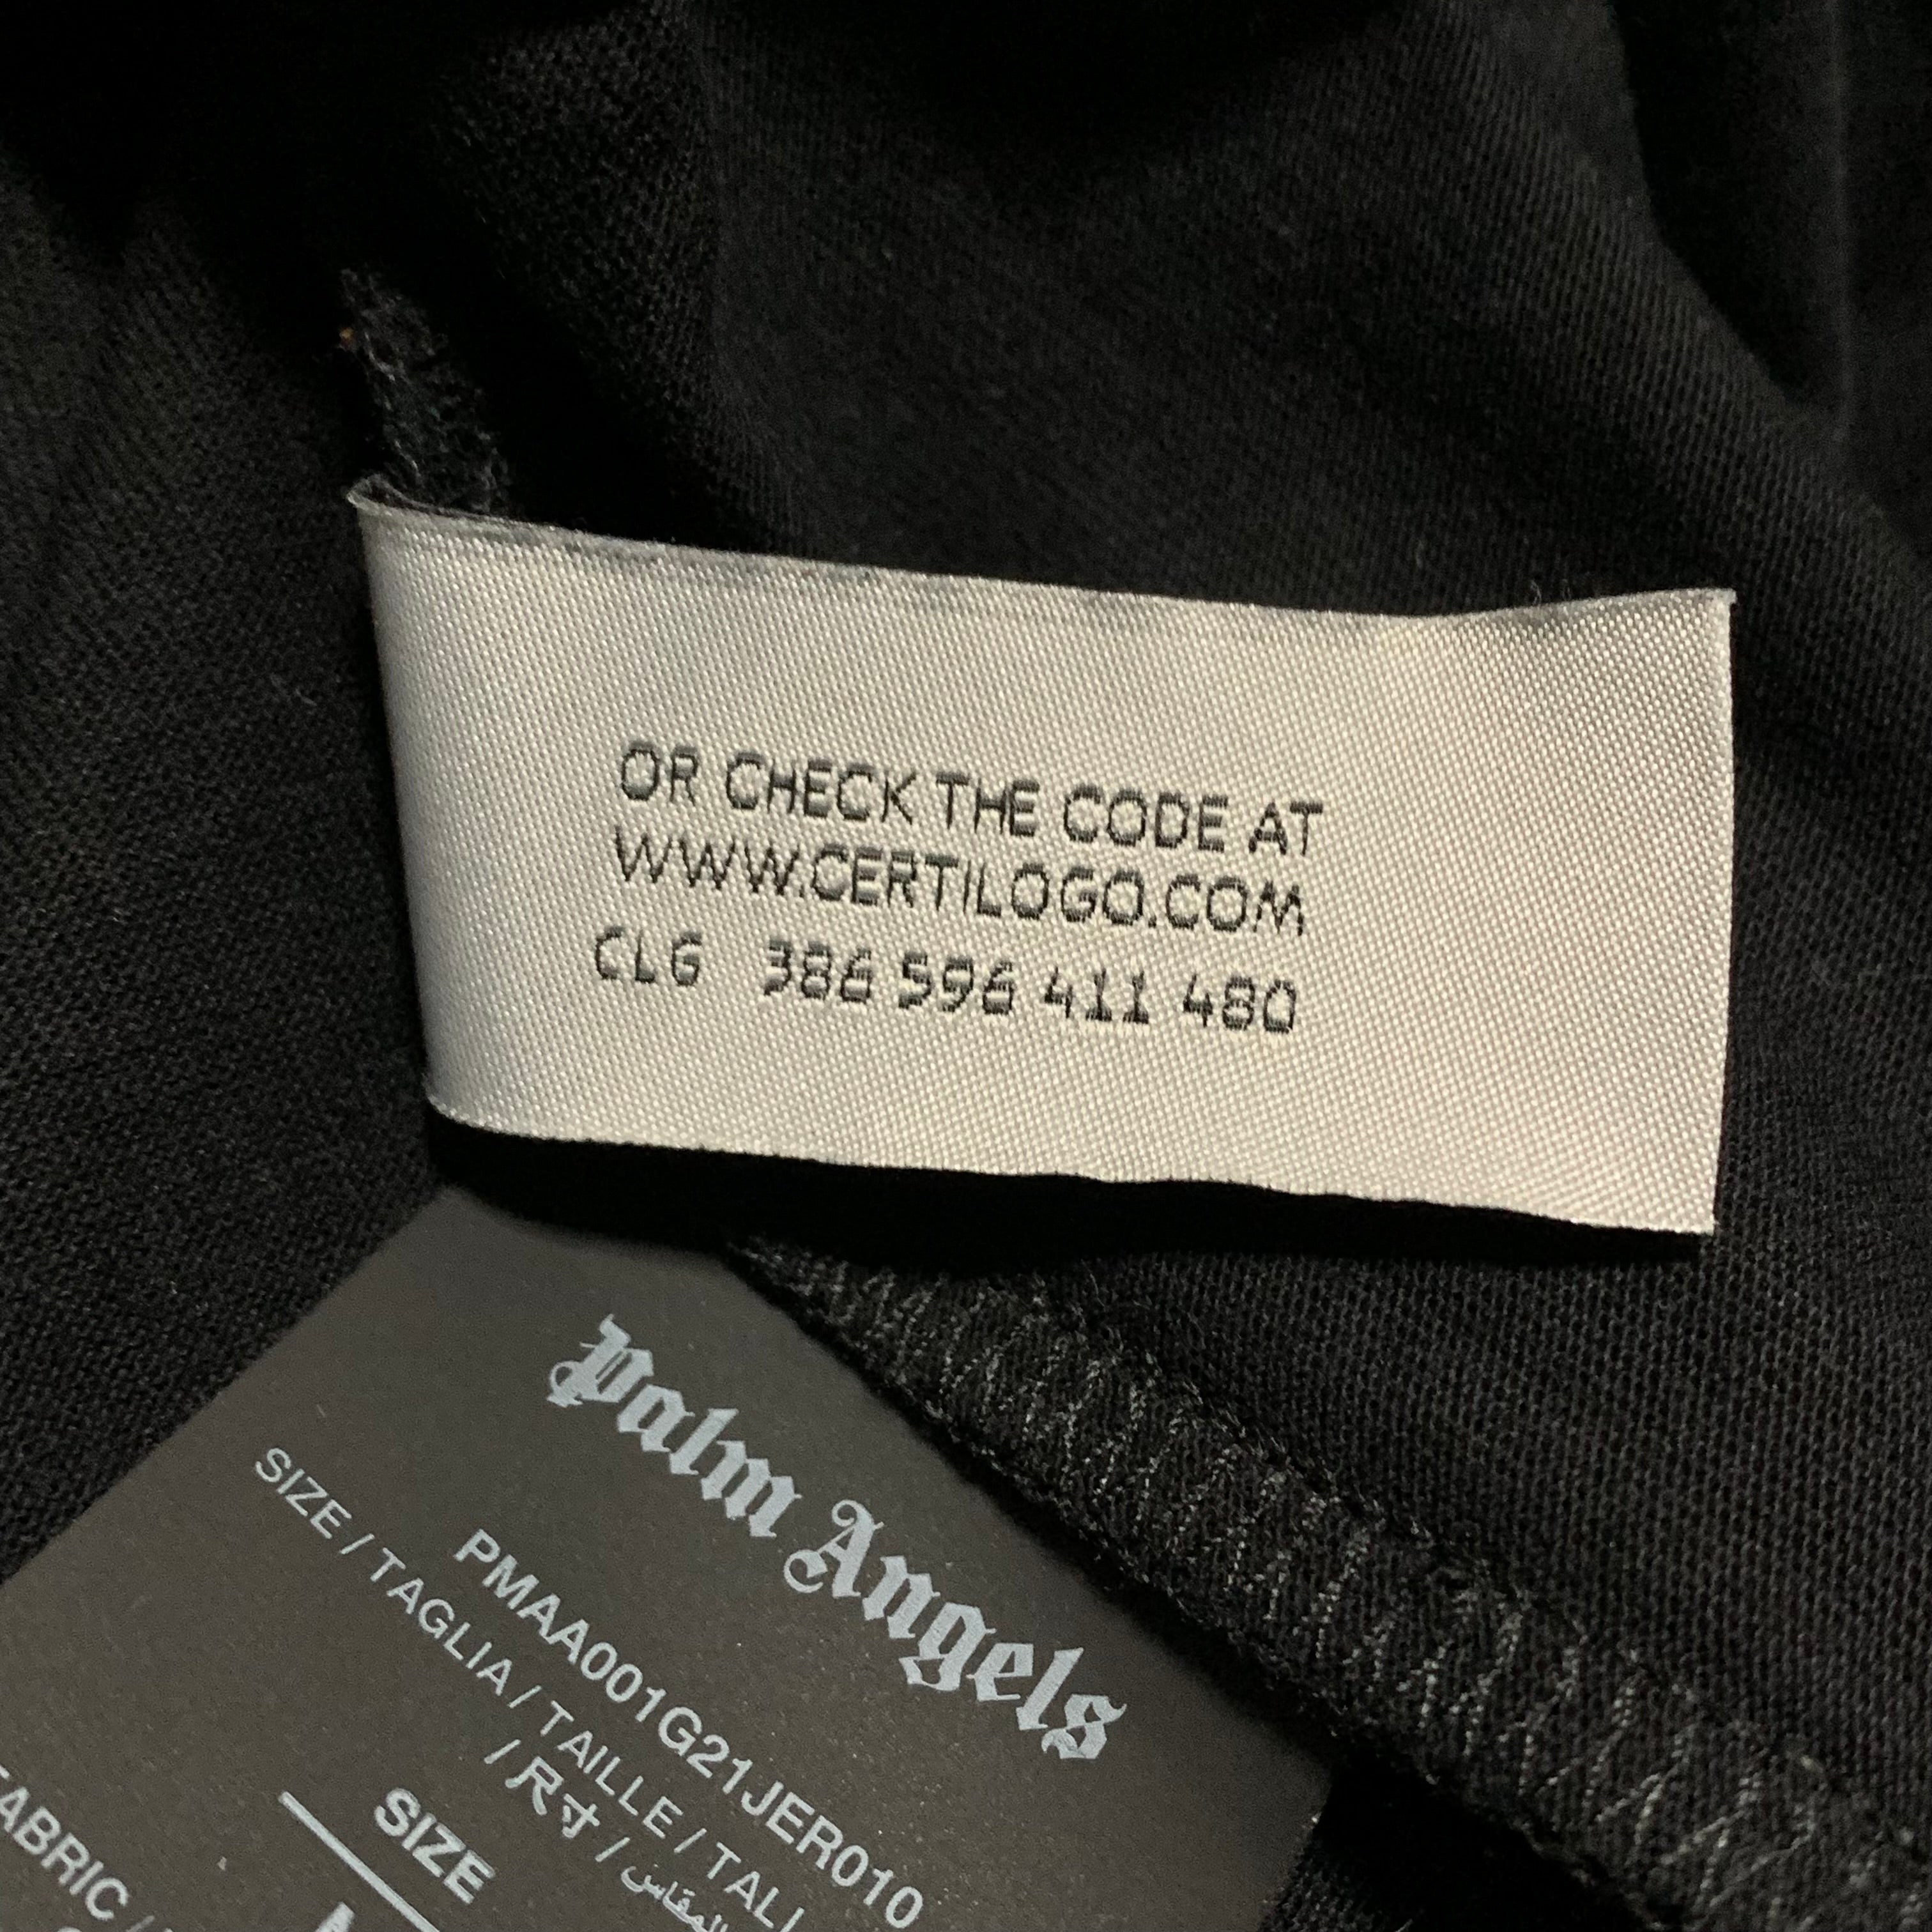 OR CHECK THE CODE AT
WWW.CERTILOGO.COM
CLG 386 596 411 480
Palm Angels
PMAA001G21JER010
SIZE / TAGLIA / TAILLE / TALL
/ 尺寸 / المقاس
SIZE
FABRIC /